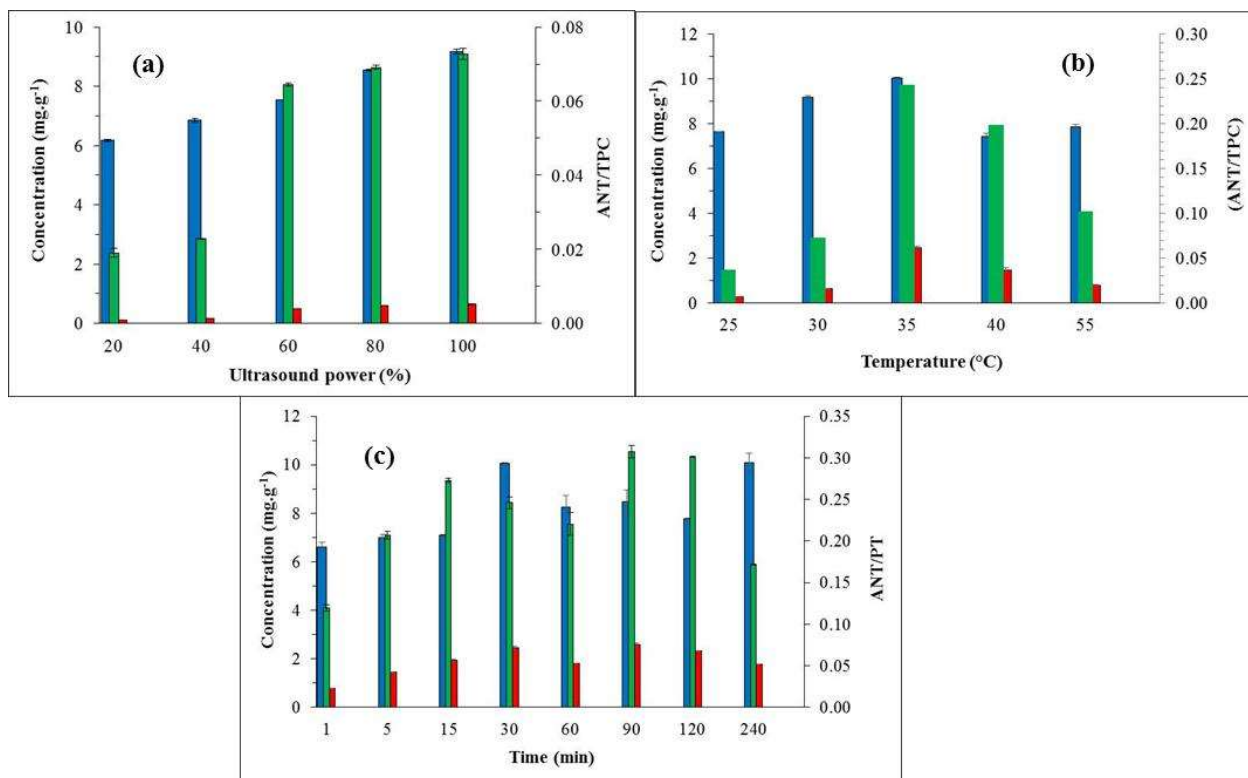 (a)
Concentration (mg.g-1)
10
8
6
4
2
0
0.08
0.06
0.04
0.02
0.00
ANT/TPC
20 40 60 80 100
Ultrasound power (%)
(b)
Concentration (mg.g-1)
12
10
8
6
4
2
0
0.30
0.25
0.20
0.15
0.10
0.05
0.00
(ANT/TPC)
25 30 35 40 55
Temperature (°C)
(c)
Concentration (mg.g-1)
12
10
8
6
4
2
0
0.35
0.30
0.25
0.20
0.15
0.10
0.05
0.00
ANT/PT
1 5 15 30 60 90 120 240
Time (min)